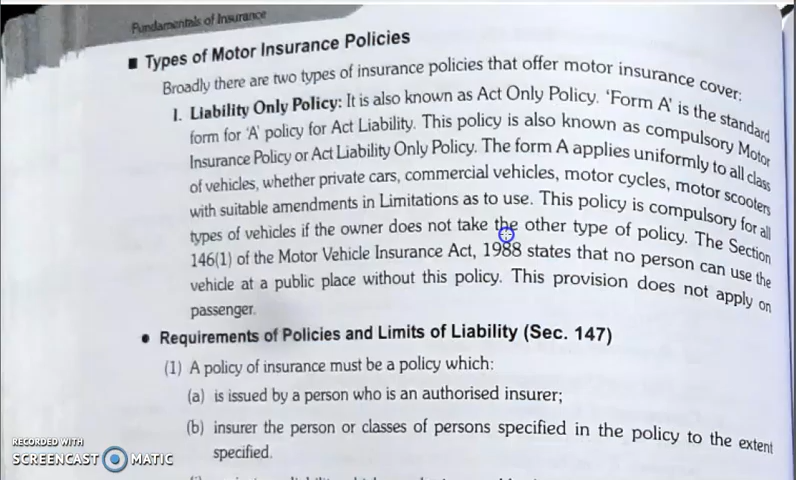 Fundamentals of Insurance
■ Types of Motor Insurance Policies
Broadly there are two types of insurance policies that offer motor insurance cover:
I. Liability Only Policy: It is also known as Act Only Policy. 'Form A' is the standard
form for 'A' policy for Act Liability. This policy is also known as compulsory Motor
Insurance Policy or Act Liability Only Policy. The form A applies uniformly to all class
of vehicles, whether private cars, commercial vehicles, motor cycles, motor scooters
with suitable amendments in Limitations as to use. This policy is compulsory for all
types of vehicles if the owner does not take the other type of policy. The Section
146(1) of the Motor Vehicle Insurance Act, 1988 states that no person can use the
vehicle at a public place without this policy. This provision does not apply on
passenger.
• Requirements of Policies and Limits of Liability (Sec. 147)
(1) A policy of insurance must be a policy which:
(a) is issued by a person who is an authorised insurer;
(b) insurer the person or classes of persons specified in the policy to the extent
specified.
RECORDED WITH
SCREENCAST MATIC